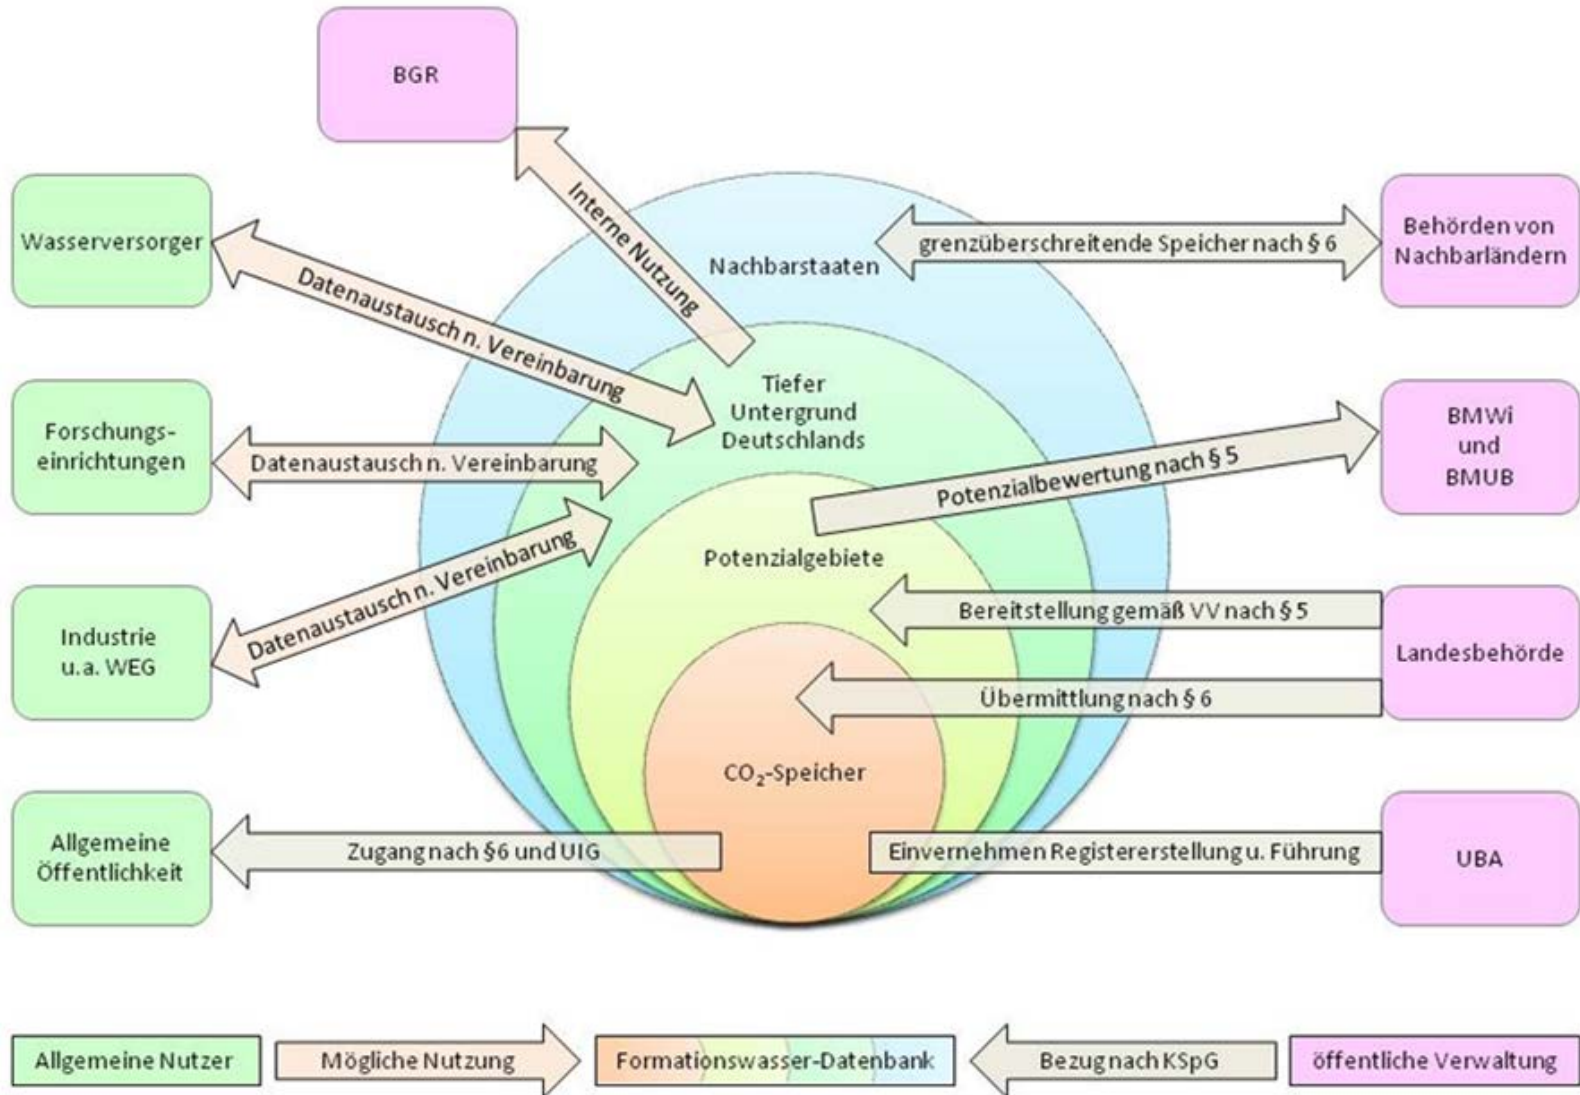 BGR
Interne Nutzung
Wasserversorger
Datenaustausch n. Vereinbarung
Nachbarstaaten
grenzüberschreitende Speicher nach § 6
Behörden von
Nachbarländern
Forschungs-
einrichtungen
Datenaustausch n. Vereinbarung
Tiefer
Untergrund
Deutschlands
Potenzialbewertung nach § 5
BMWi
und
BMUB
Industrie
u.a. WEG
Datenaustausch n. Vereinbarung
Potenzialgebiete
Bereitstellung gemäß VV nach § 5
Übermittlung nach § 6
Landesbehörde
CO₂-Speicher
Allgemeine
Öffentlichkeit
Zugang nach §6 und UIG
Einvernehmen Registererstellung u. Führung
UBA
Allgemeine Nutzer
Mögliche Nutzung
Formationswasser-Datenbank
Bezug nach KSpG
öffentliche Verwaltung